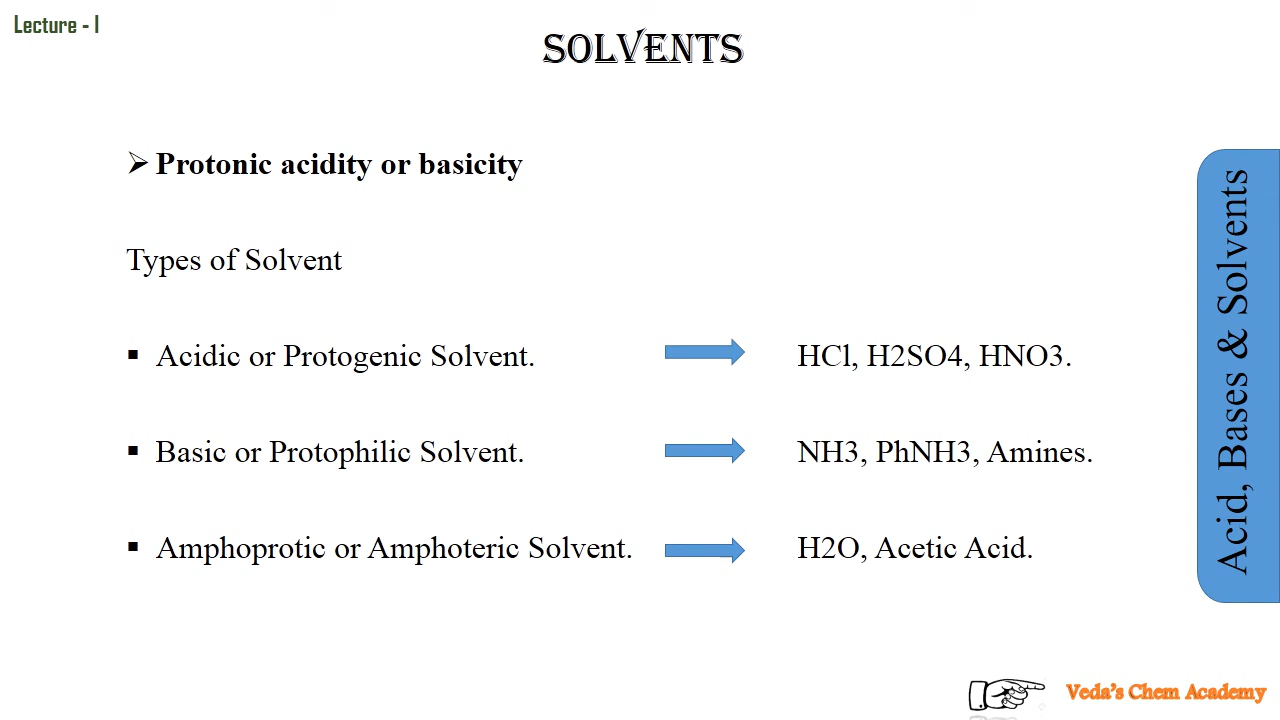 Lecture - I
SOLVENTS
Protonic acidity or basicity
Types of Solvent
Acidic or Protogenic Solvent. HCl, H2SO4, HNO3.
Basic or Protophilic Solvent. NH3, PhNH3, Amines.
Amphoprotic or Amphoteric Solvent. H2O, Acetic Acid.
Acid, Bases & Solvents
Veda's Chem Academy